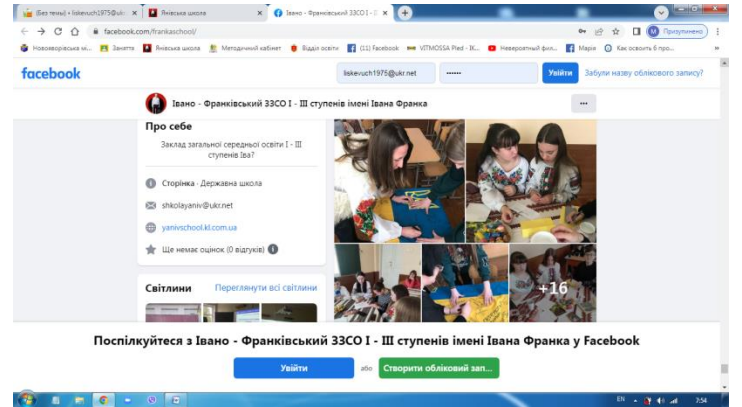 (Без темы) • liskevuch1975@uk
Янівська школа
Івано - Франківський ЗЗСО І - ІІ
facebook.com/frankaschool/
Призупинено
Нововорівська мі...
Заняття
Янівська школа
Методичний кабінет
Відділ освіти
(11) Facebook
VITMOSSA Pled - IK...
Невероятный фил...
Марія
Как освоить б про...
facebook
liskevuch1975@ukr.net
••••••
Увійти
Забули назву облікового запису?
Івано - Франківський ЗЗСО І - ІІІ ступенів імені Івана Франка
Про себе
Заклад загальної середньої освіти І - ІІІ
ступенів Іва?
Сторінка · Державна школа
shkolayaniv@ukr.net
yanivschool.kl.com.ua
Ще немає оцінок (0 відгуків)
Світлини
Переглянути всі світлини
+16
Поспілкуйтеся з Івано - Франківський ЗЗСО І - ІІІ ступенів імені Івана Франка у Facebook
Увійти
або
Створити обліковий зап...
EN
7:54